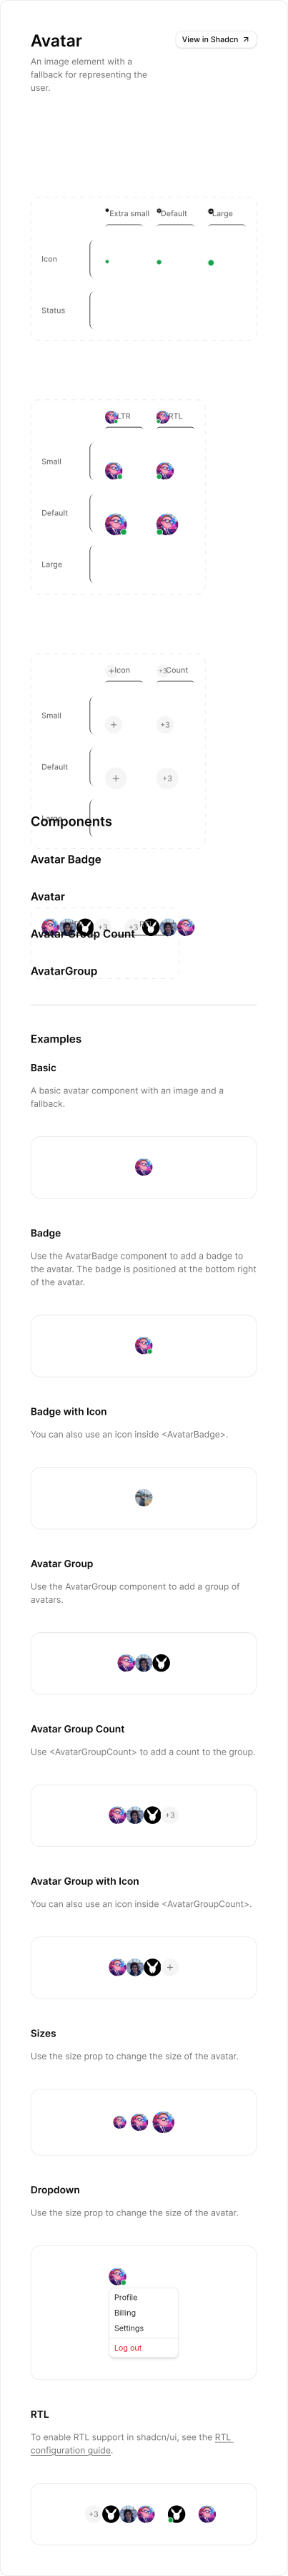 Avatar
View in Shadcn
An image element with a
fallback for representing the
user.
Extra small
Default
Large
Icon
Status
LTR
RTL
Small
Default
Large
Icon
+3
Count
Small
+3
Default
+3
Large
Components
Avatar Badge
Avatar
+3
+3
Avatar Group Count
AvatarGroup
Examples
Basic
A basic avatar component with an image and a
fallback.
Badge
Use the AvatarBadge component to add a badge to
the avatar. The badge is positioned at the bottom right
of the avatar.
Badge with Icon
You can also use an icon inside <AvatarBadge>.
Avatar Group
Use the AvatarGroup component to add a group of
avatars.
Avatar Group Count
Use <AvatarGroupCount> to add a count to the group.
+3
Avatar Group with Icon
You can also use an icon inside <AvatarGroupCount>.
+
Sizes
Use the size prop to change the size of the avatar.
Dropdown
Use the size prop to change the size of the avatar.
Profile
Billing
Settings
Log out
RTL
To enable RTL support in shadcn/ui, see the RTL
configuration guide.
+3